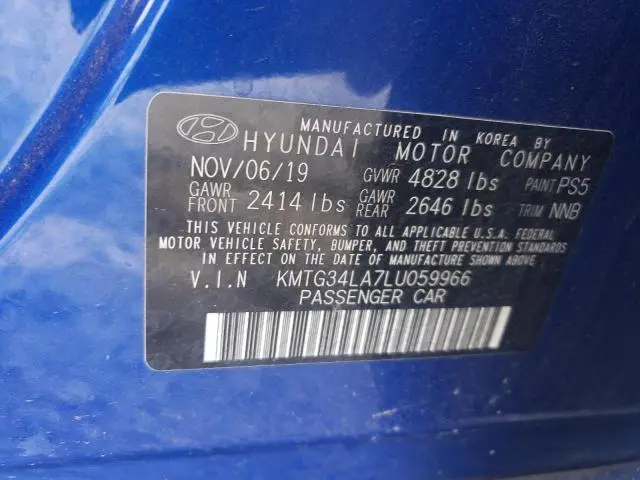 MANUFACTURED IN KOREA BY
HYUNDAI MOTOR COMPANY
NOV/06/19 GVWR 4828 lbs PAINT PS5
GAWR FRONT 2414 lbs GAWR REAR 2646 lbs TRIM NNB
THIS VEHICLE CONFORMS TO ALL APPLICABLE U.S.A. FEDERAL
MOTOR VEHICLE SAFETY, BUMPER, AND THEFT PREVENTION STANDARDS
IN EFFECT ON THE DATE OF MANUFACTURE SHOWN ABOVE
V.I.N KMTG34LA7LU059966
PASSENGER CAR